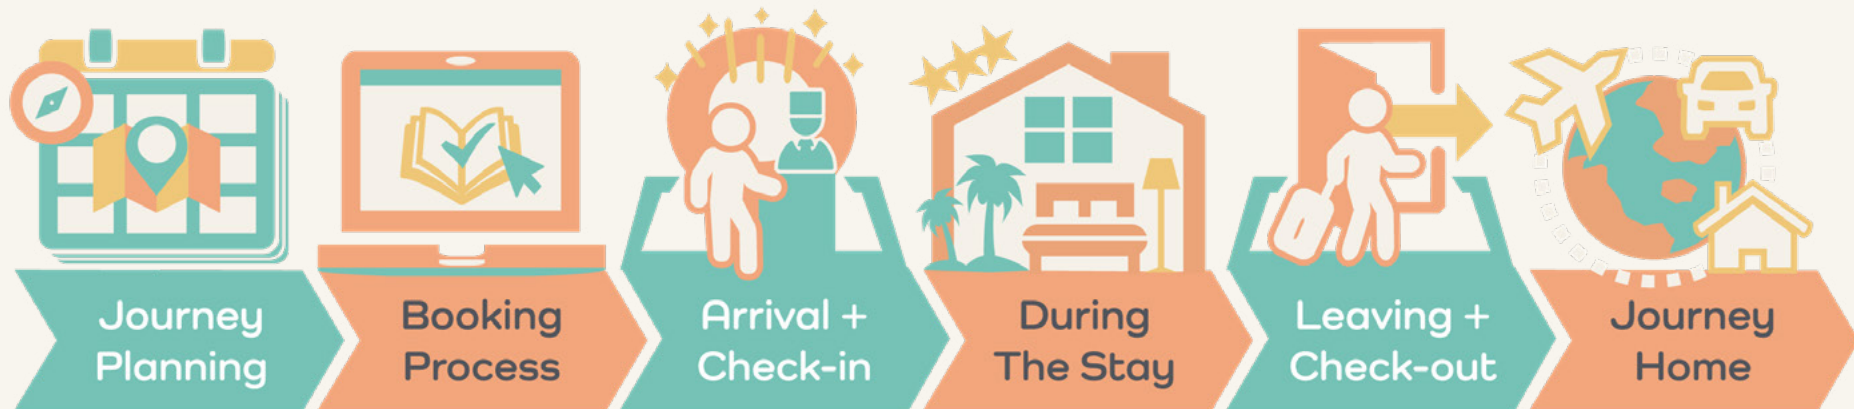 Journey
Planning
Booking
Process
Arrival +
Check-in
During
The Stay
Leaving +
Check-out
Journey
Home